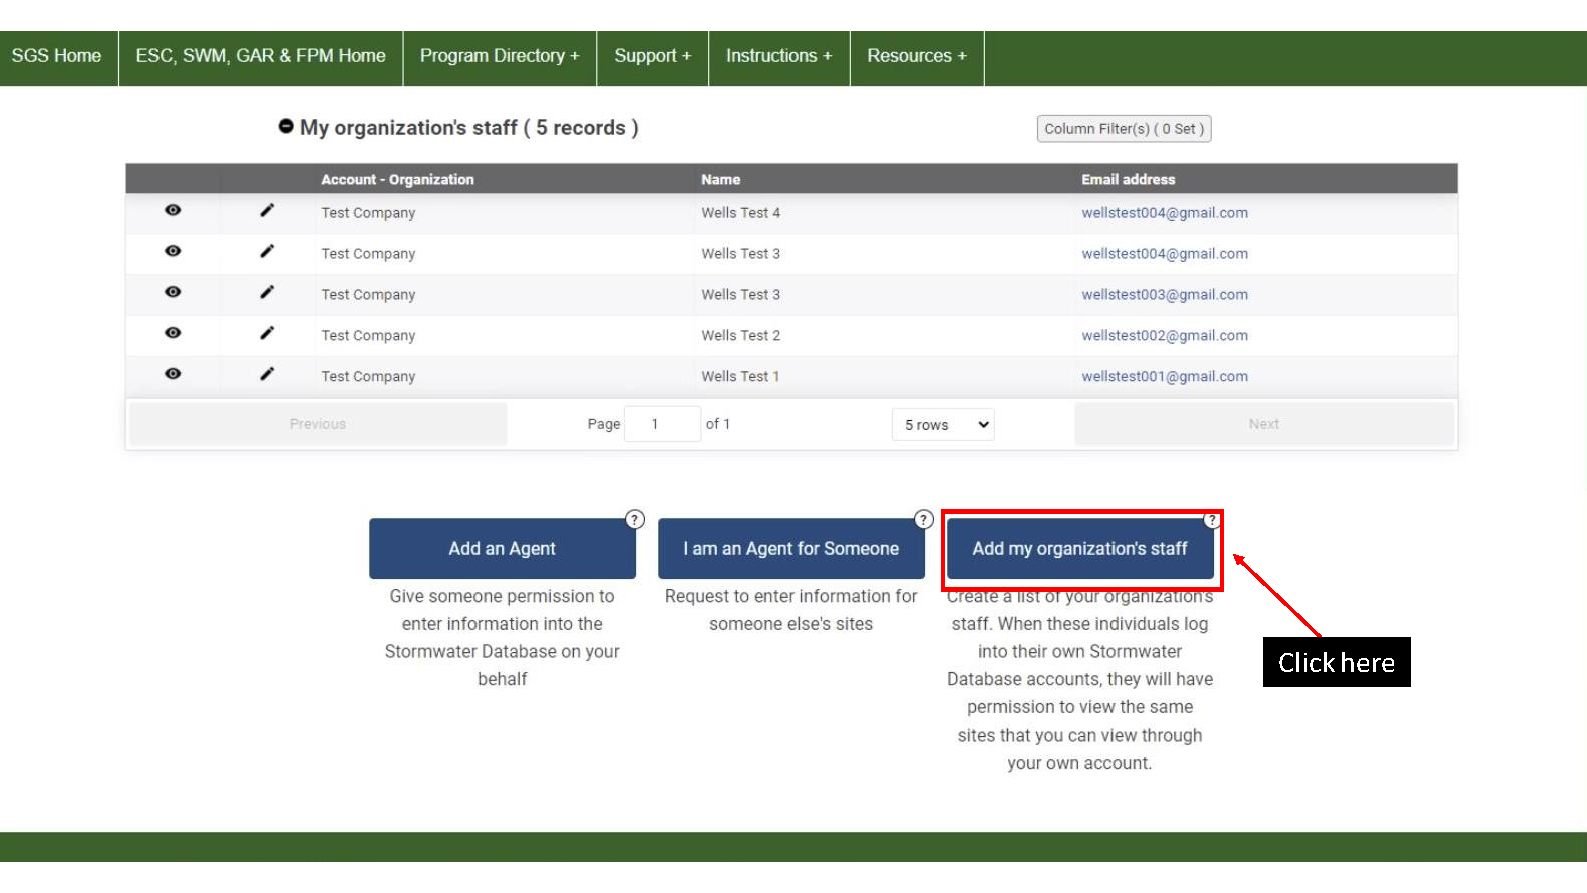 SGS Home ESC, SWM, GAR & FPM Home Program Directory + Support + Instructions + Resources +
My organization's staff ( 5 records ) Column Filter(s) ( 0 Set )
Account - Organization Name Email address
Test Company Wells Test 4 wellstest004@gmail.com
Test Company Wells Test 3 wellstest004@gmail.com
Test Company Wells Test 3 wellstest003@gmail.com
Test Company Wells Test 2 wellstest002@gmail.com
Test Company Wells Test 1 wellstest001@gmail.com
Previous Page 1 of 1 5 rows Next
Add an Agent ?
Give someone permission to
enter information into the
Stormwater Database on your
behalf
I am an Agent for Someone ?
Request to enter information for
someone else's sites
Add my organization's staff ?
Create a list of your organization's
staff. When these individuals log
into their own Stormwater
Database accounts, they will have
permission to view the same
sites that you can view through
your own account.
Click here